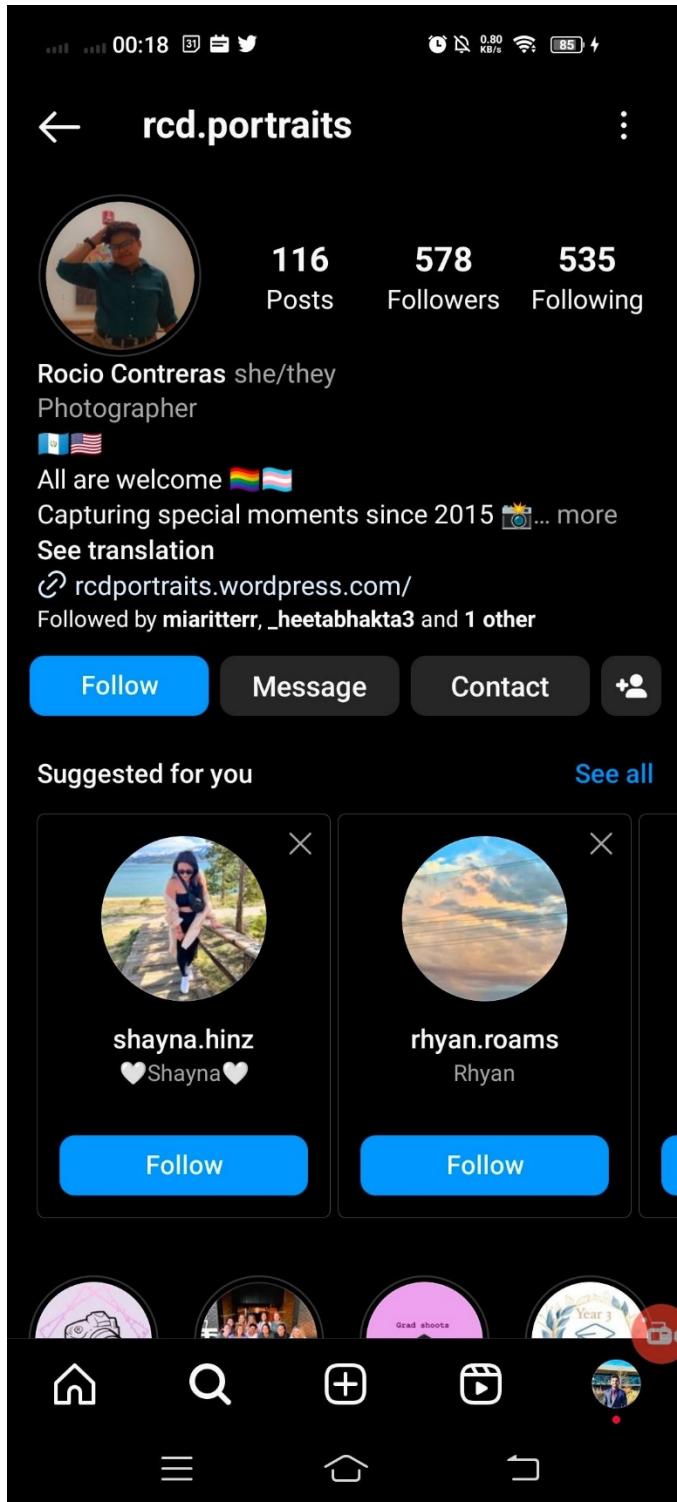 00:18 31 0.80 KB/s 85
rcd.portraits
116 578 535
Posts Followers Following
Rocio Contreras she/they
Photographer
🇬🇹🇺🇸
All are welcome 🏳️‍🌈🏳️‍⚧️
Capturing special moments since 2015 📸... more
See translation
rcdportraits.wordpress.com/
Followed by miaritterr, _heetabhakta3 and 1 other
Follow Message Contact
Suggested for you See all
shayna.hinz rhyan.roams
🤍Shayna🤍 Rhyan
Follow Follow
Grad shoots Year 3